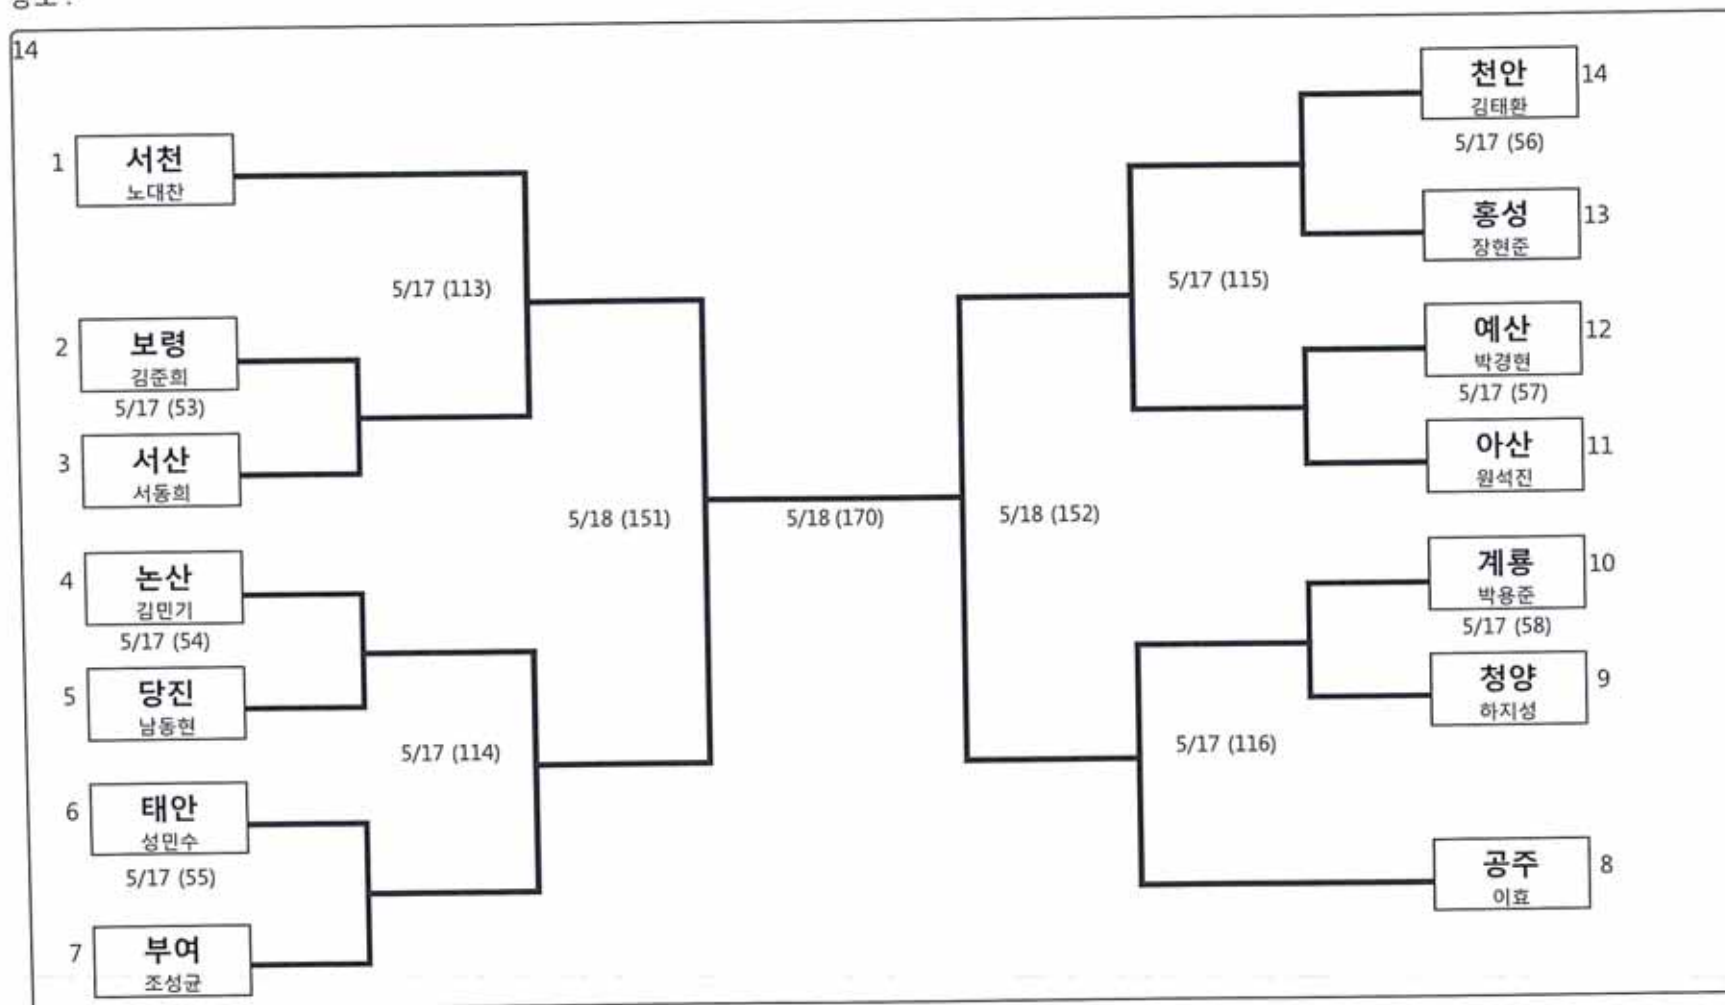 14
1
서천
노대찬
5/17 (113)
2
보령
김준희
5/17 (53)
3
서산
서동희
5/18 (151)
4
논산
김민기
5/17 (54)
5
당진
남동현
5/17 (114)
6
태안
성민수
5/17 (55)
7
부여
조성균
5/18 (170)
천안
14
김태환
5/17 (56)
홍성
13
장현준
5/17 (115)
예산
12
박경현
5/17 (57)
아산
11
원석진
5/18 (152)
계룡
10
박용준
5/17 (58)
청양
9
하지성
5/17 (116)
공주
8
이효